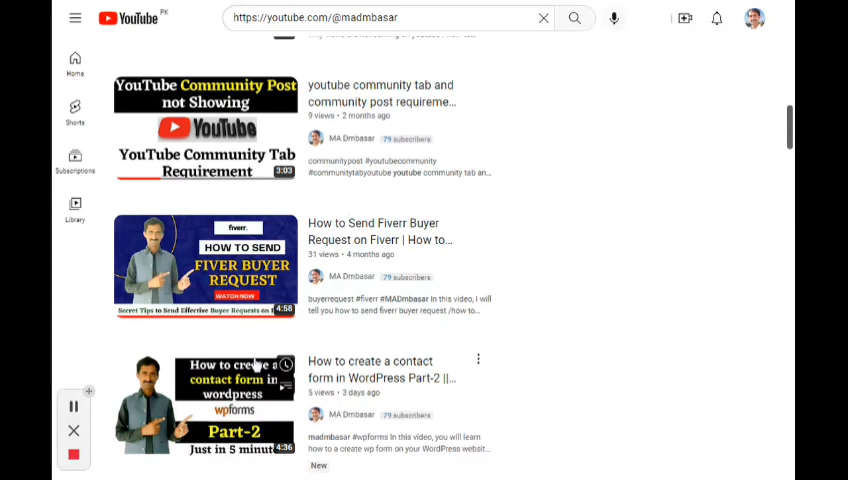 YouTube PK
https://youtube.com/@madmbasar
Home
Shorts
Subscriptions
Library
YouTube Community Post
not Showing
YouTube
YouTube Community Tab
Requirement
3:03
youtube community tab and
community post requireme...
9 views • 2 months ago
MA Dmbasar 79 subscribers
communitypost #youtubecommunity
#communitytabyoutube youtube community tab an...
fiverr.
HOW TO SEND
FIVER BUYER
REQUEST
WATCH NOW
Secret Tips to Send Effective Buyer Requests on
4:58
How to Send Fiverr Buyer
Request on Fiverr | How to...
31 views • 4 months ago
MA Dmbasar 79 subscribers
buyerrequest #fiverr #MADmbasar In this video, I will
tell you how to send fiverr buyer request /how to...
How to create a
contact form in
wordpress
wpforms
Part-2
Just in 5 minut
4:36
How to create a contact
form in WordPress Part-2 ||...
5 views • 3 days ago
MA Dmbasar 79 subscribers
madmbasar #wpforms In this video, you will learn
how to a create wp form on your WordPress websit...
New